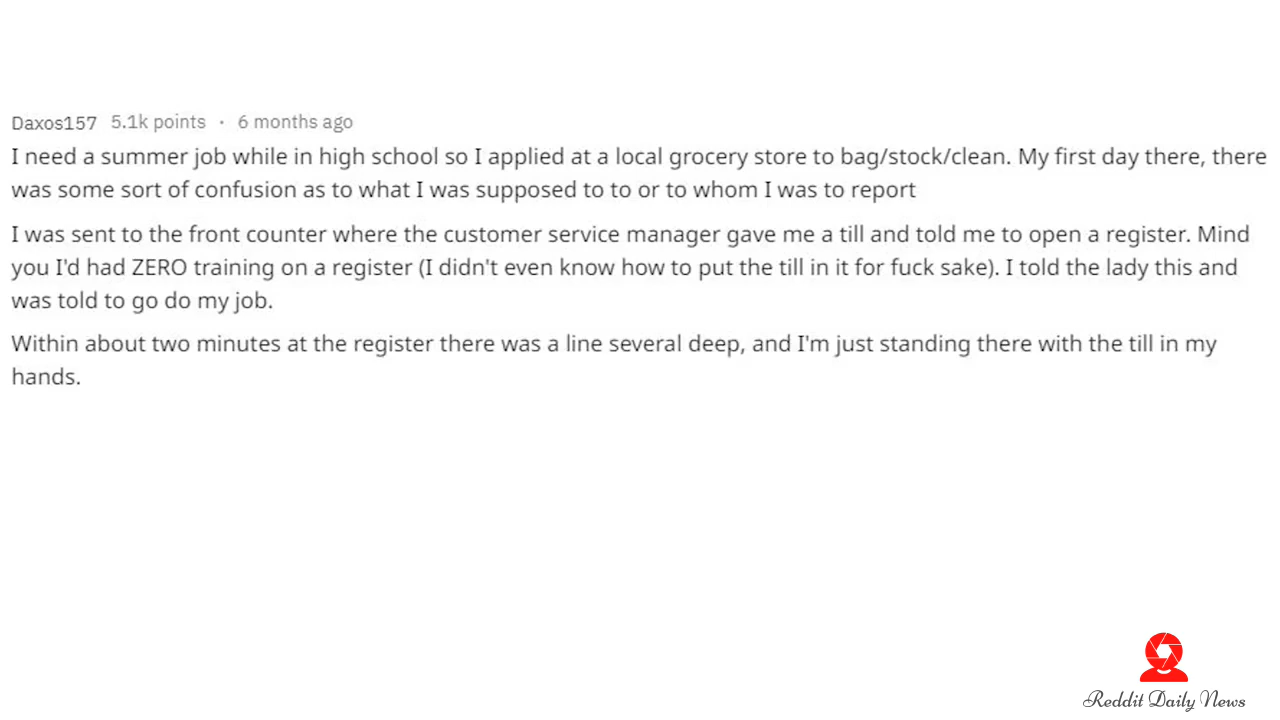 Daxos157 5.1k points · 6 months ago
I need a summer job while in high school so I applied at a local grocery store to bag/stock/clean. My first day there, there
was some sort of confusion as to what I was supposed to to or to whom I was to report
I was sent to the front counter where the customer service manager gave me a till and told me to open a register. Mind
you I'd had ZERO training on a register (I didn't even know how to put the till in it for fuck sake). I told the lady this and
was told to go do my job.
Within about two minutes at the register there was a line several deep, and I'm just standing there with the till in my
hands.
Reddit Daily News